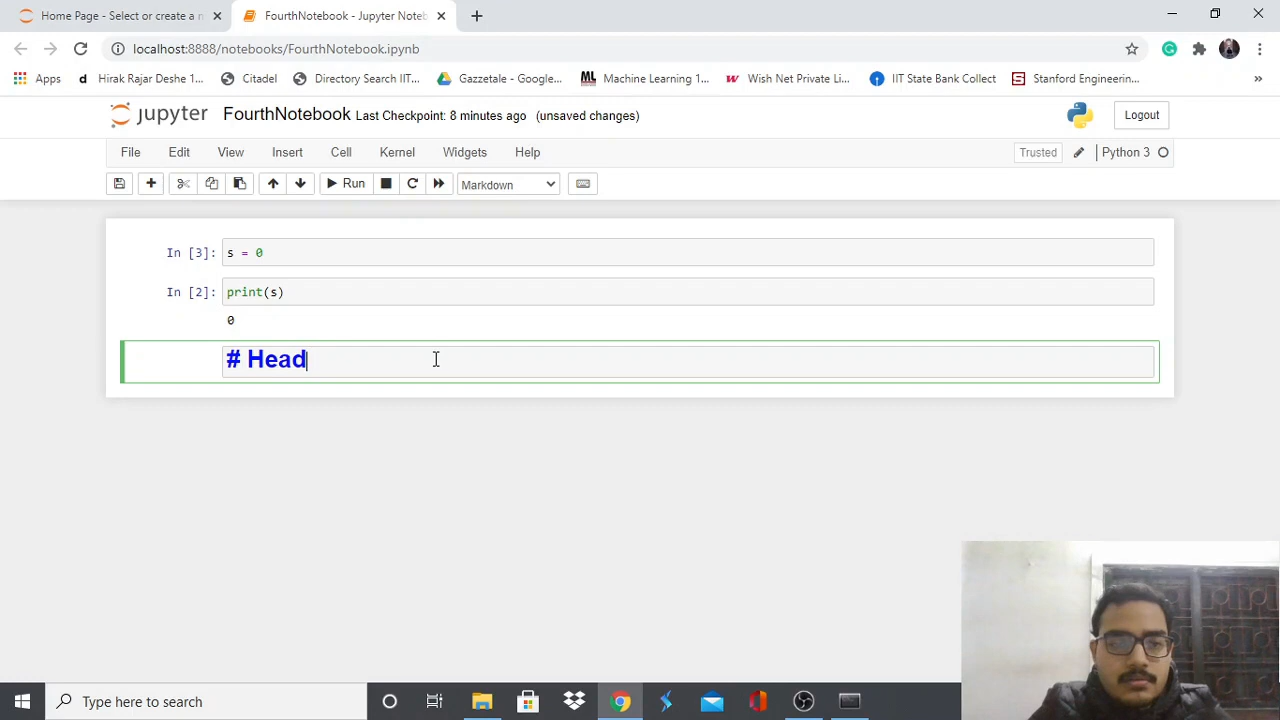 Home Page - Select or create a n
FourthNotebook - Jupyter Noteb
localhost:8888/notebooks/FourthNotebook.ipynb
Apps d Hirak Rajar Deshe 1... Citadel Directory Search IIT... Gazzetale - Google... ML Machine Learning 1... w Wish Net Private Li... IIT State Bank Collect S Stanford Engineerin... »
jupyter FourthNotebook Last Checkpoint: 8 minutes ago (unsaved changes) Logout
File Edit View Insert Cell Kernel Widgets Help Trusted Python 3
Run Markdown
In [3]: s = 0
In [2]: print(s)
0
# Head
Type here to search